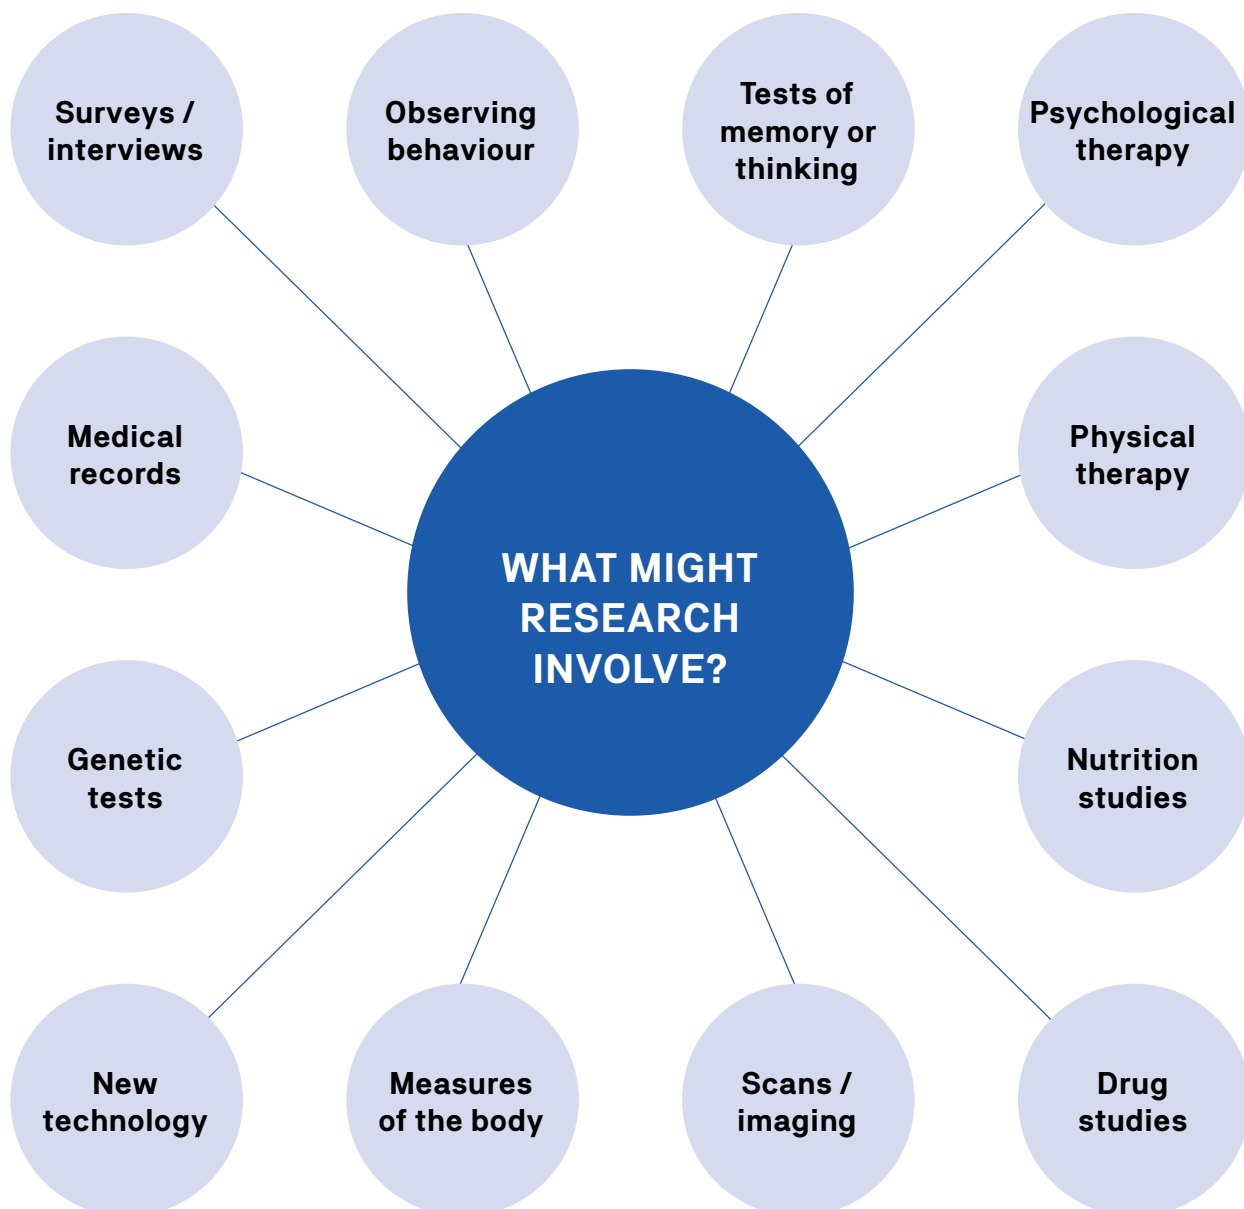 Surveys /
interviews
Observing
behaviour
Tests of
memory or
thinking
Psychological
therapy
Medical
records
Physical
therapy
WHAT MIGHT
RESEARCH
INVOLVE?
Genetic
tests
Nutrition
studies
New
technology
Measures
of the body
Scans /
imaging
Drug
studies